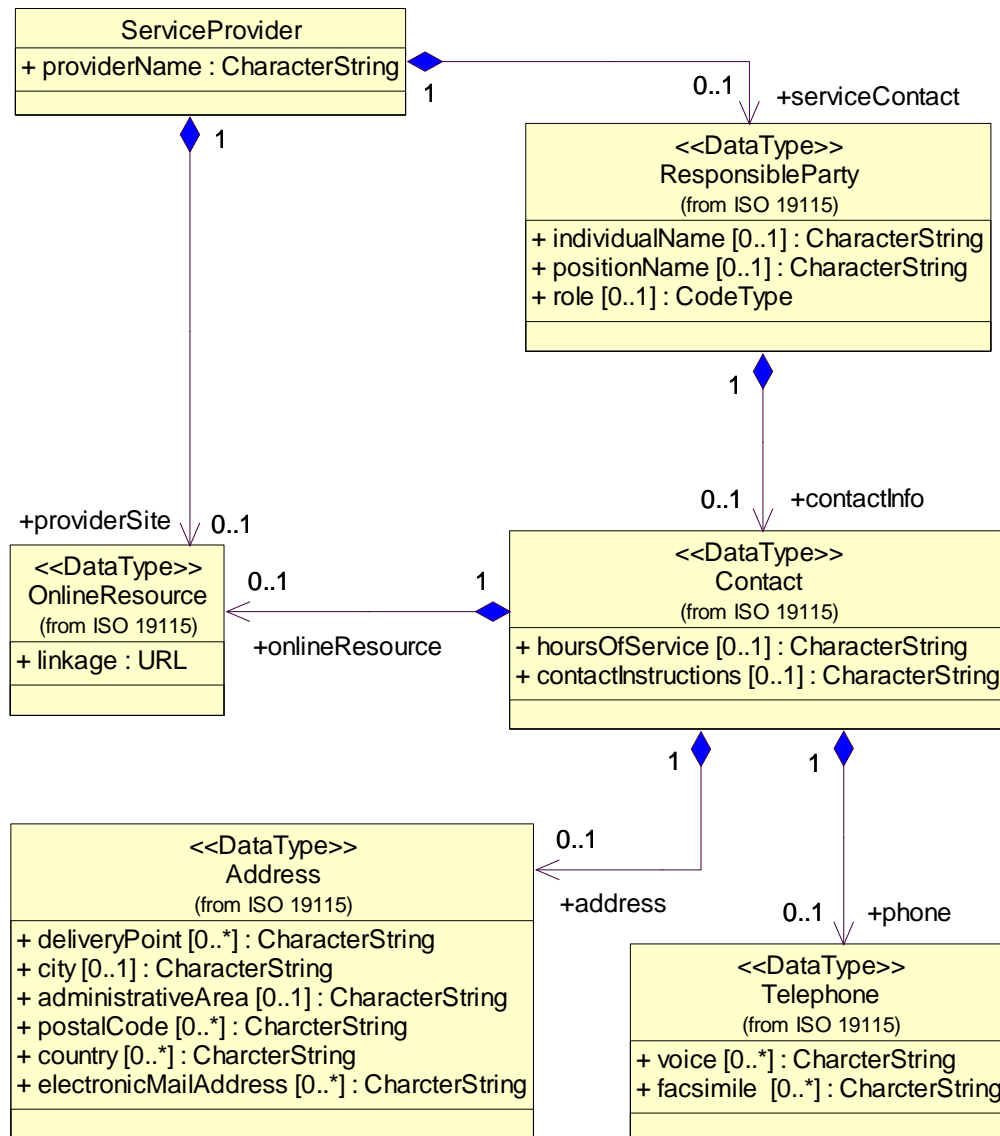 ServiceProvider
+ providerName : CharacterString
1
0..1
+serviceContact
1
<<DataType>>
ResponsibleParty
(from ISO 19115)
+ individualName [0..1] : CharacterString
+ positionName [0..1] : CharacterString
+ role [0..1] : CodeType
1
0..1
+contactInfo
+providerSite
0..1
<<DataType>>
OnlineResource
(from ISO 19115)
+ linkage : URL
0..1
1
+onlineResource
<<DataType>>
Contact
(from ISO 19115)
+ hoursOfService [0..1] : CharacterString
+ contactInstructions [0..1] : CharacterString
1
1
0..1
+address
0..1
+phone
<<DataType>>
Address
(from ISO 19115)
+ deliveryPoint [0..*] : CharacterString
+ city [0..1] : CharacterString
+ administrativeArea [0..1] : CharacterString
+ postalCode [0..*] : CharcterString
+ country [0..*] : CharcterString
+ electronicMailAddress [0..*] : CharcterString
<<DataType>>
Telephone
(from ISO 19115)
+ voice [0..*] : CharcterString
+ facsimile [0..*] : CharcterString